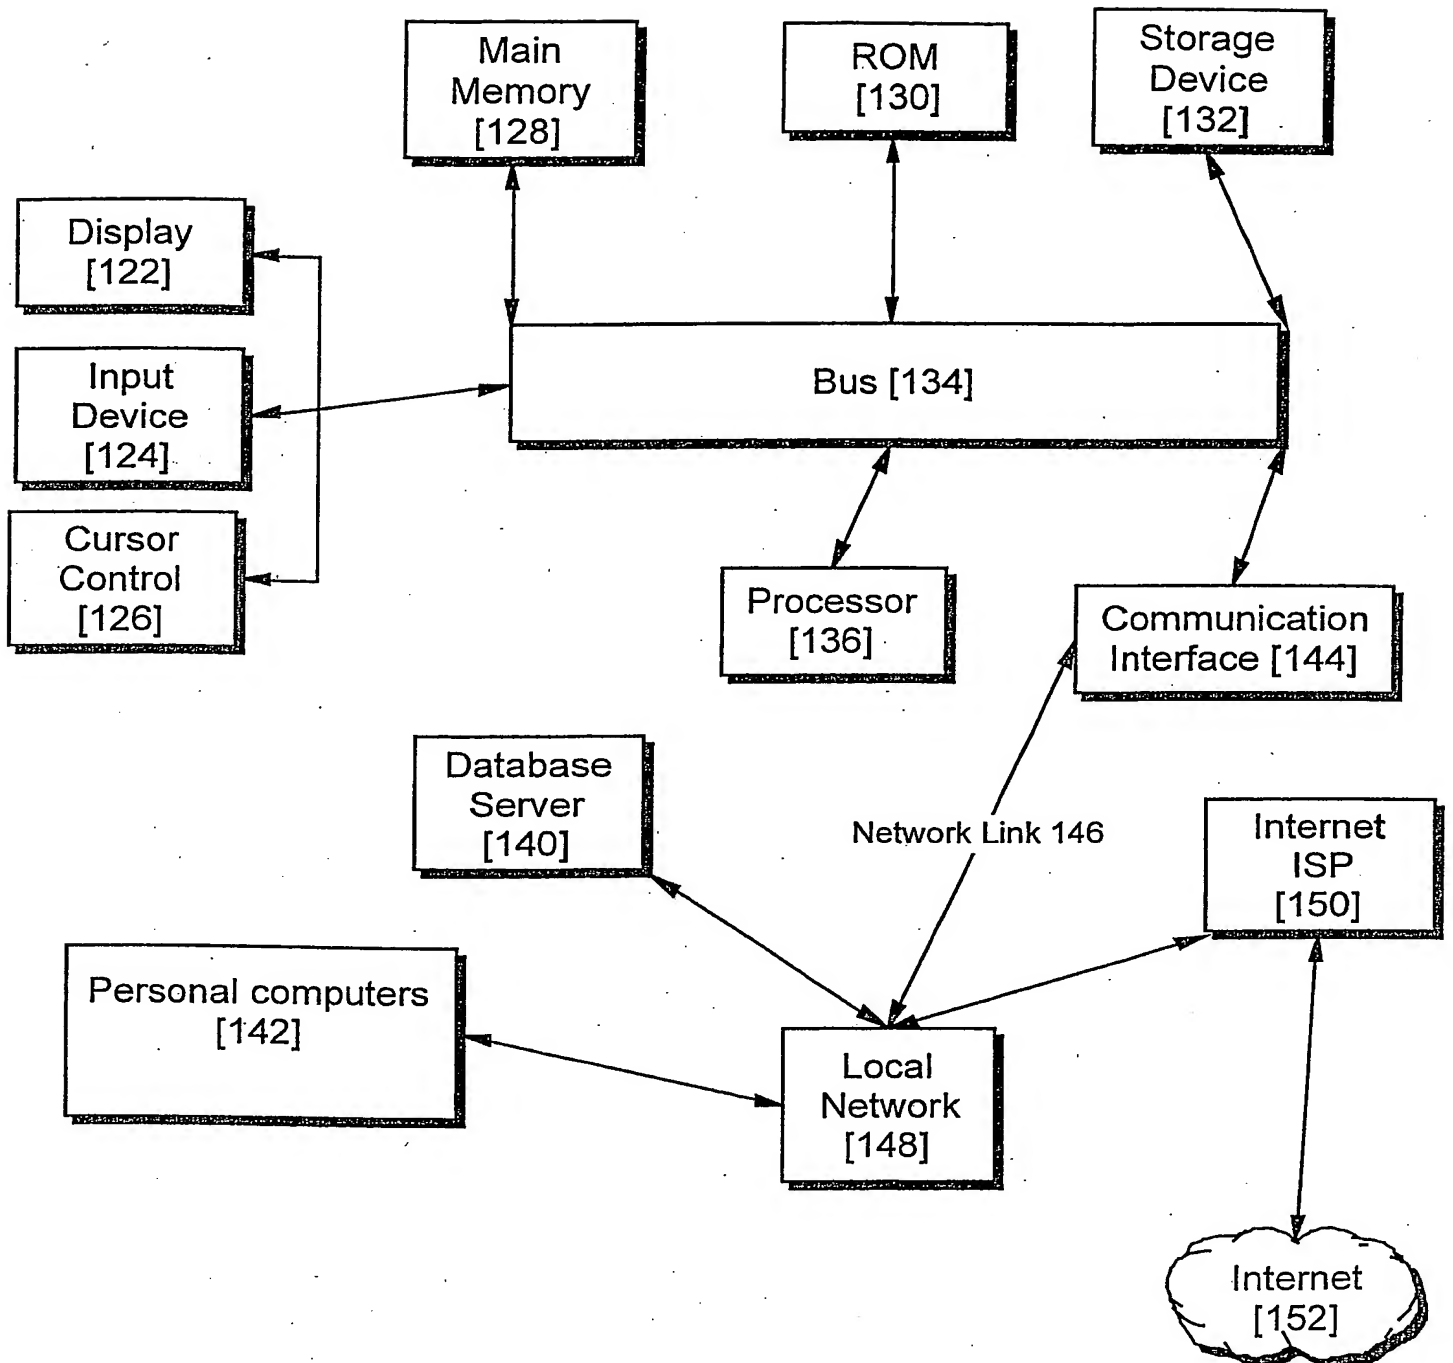 Main
Memory
[128]
ROM
[130]
Storage
Device
[132]
Display
[122]
Input
Device
[124]
Cursor
Control
[126]
Bus [134]
Processor
[136]
Communication
Interface [144]
Database
Server
[140]
Network Link 146
Internet
ISP
[150]
Personal computers
[142]
Local
Network
[148]
Internet
[152]